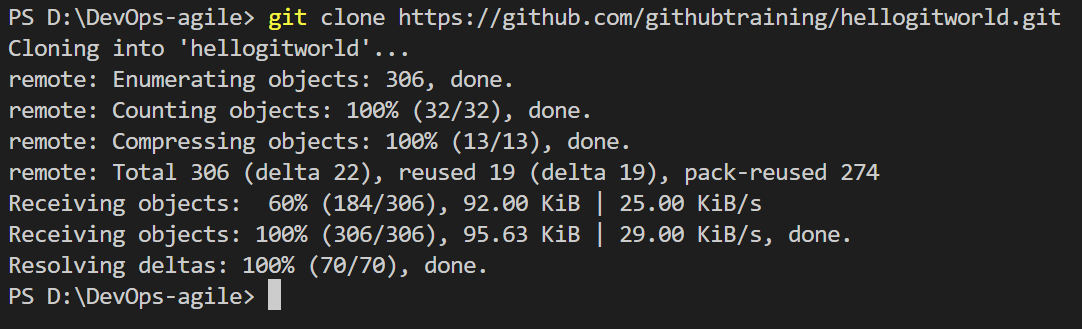 PS D:\DevOps-agile> git clone https://github.com/githubtraining/hellogitworld.git
Cloning into 'hellogitworld'...
remote: Enumerating objects: 306, done.
remote: Counting objects: 100% (32/32), done.
remote: Compressing objects: 100% (13/13), done.
remote: Total 306 (delta 22), reused 19 (delta 19), pack-reused 274
Receiving objects:  60% (184/306), 92.00 KiB | 25.00 KiB/s
Receiving objects: 100% (306/306), 95.63 KiB | 29.00 KiB/s, done.
Resolving deltas: 100% (70/70), done.
PS D:\DevOps-agile>